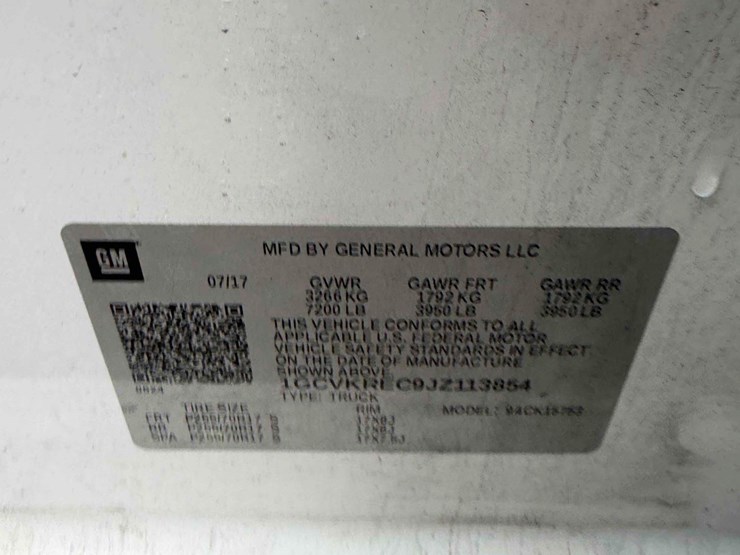 GM
MFD BY GENERAL MOTORS LLC
07/17 GVWR GAWR FRT GAWR RR
3266 KG 1792 KG 1792 KG
7200 LB 3950 LB 3950 LB
THIS VEHICLE CONFORMS TO ALL
APPLICABLE U.S. FEDERAL MOTOR
VEHICLE SAFETY STANDARDS IN EFFECT
ON THE DATE OF MANUFACTURE
SHOWN ABOVE.
1GCVKREC9JZ113854
TYPE: TRUCK
TIRE SIZE RIM MODEL:
FRT
RR
SPA